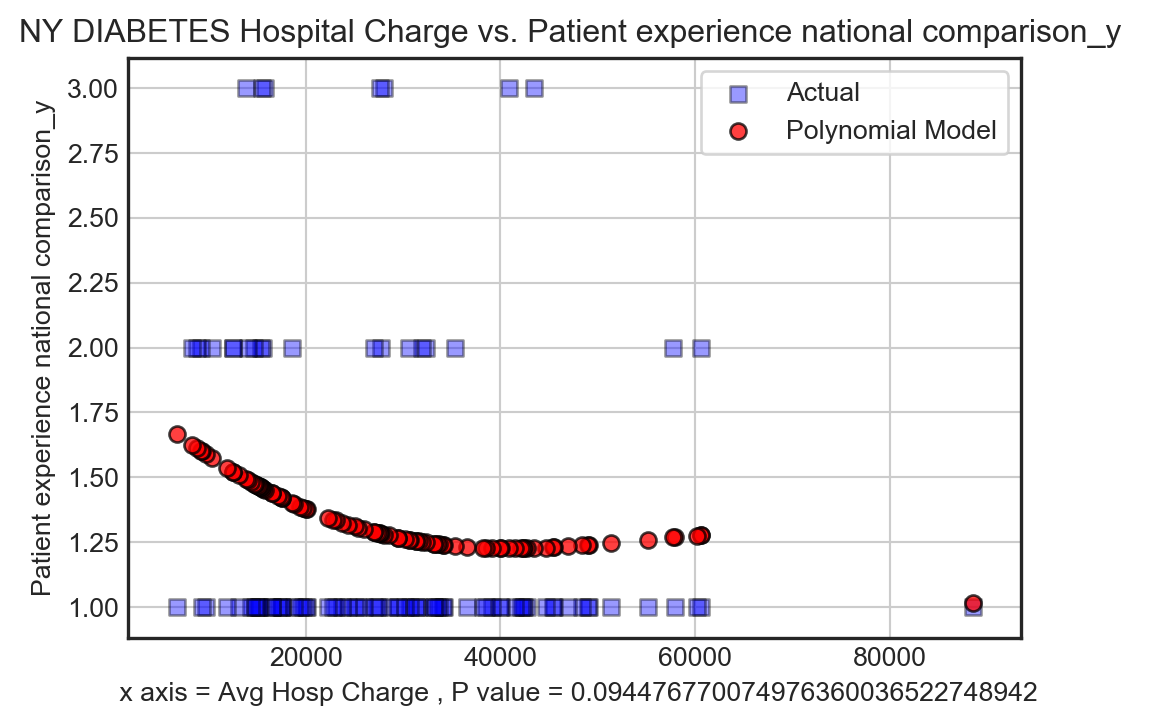 NY DIABETES Hospital Charge vs. Patient experience national comparison_y
Patient experience national comparison_y
3.00
2.75
2.50
2.25
2.00
1.75
1.50
1.25
1.00
Actual
Polynomial Model
20000 40000 60000 80000
x axis = Avg Hosp Charge , P value = 0.094476770074976360036522748942